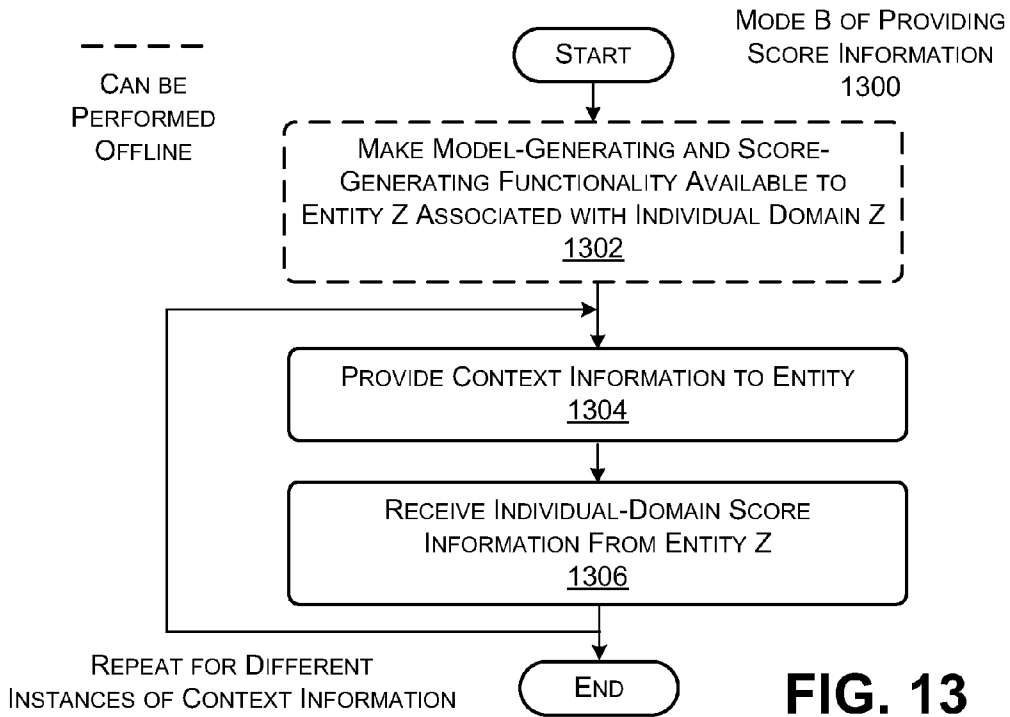 MODE B OF PROVIDING
SCORE INFORMATION
1300
CAN BE
PERFORMED
OFFLINE
START
MAKE MODEL-GENERATING AND SCORE-
GENERATING FUNCTIONALITY AVAILABLE TO
ENTITY Z ASSOCIATED WITH INDIVIDUAL DOMAIN Z
1302
PROVIDE CONTEXT INFORMATION TO ENTITY
1304
RECEIVE INDIVIDUAL-DOMAIN SCORE
INFORMATION FROM ENTITY Z
1306
REPEAT FOR DIFFERENT
INSTANCES OF CONTEXT INFORMATION
END
FIG. 13